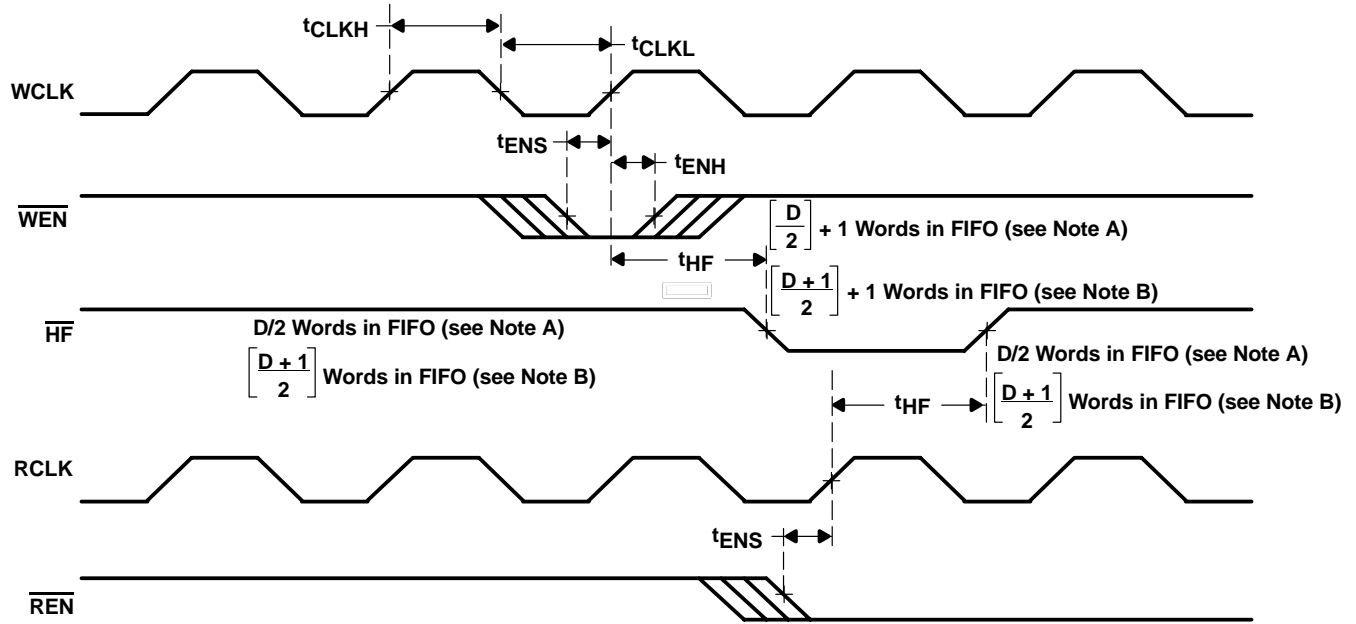 tCLKH
tCLKL
WCLK
tENS
tENH
WEN
[D/2] + 1 Words in FIFO (see Note A)
tHF
[D + 1/2] + 1 Words in FIFO (see Note B)
HF
D/2 Words in FIFO (see Note A)
[D + 1/2] Words in FIFO (see Note B)
D/2 Words in FIFO (see Note A)
tHF
[D + 1/2] Words in FIFO (see Note B)
RCLK
tENS
REN